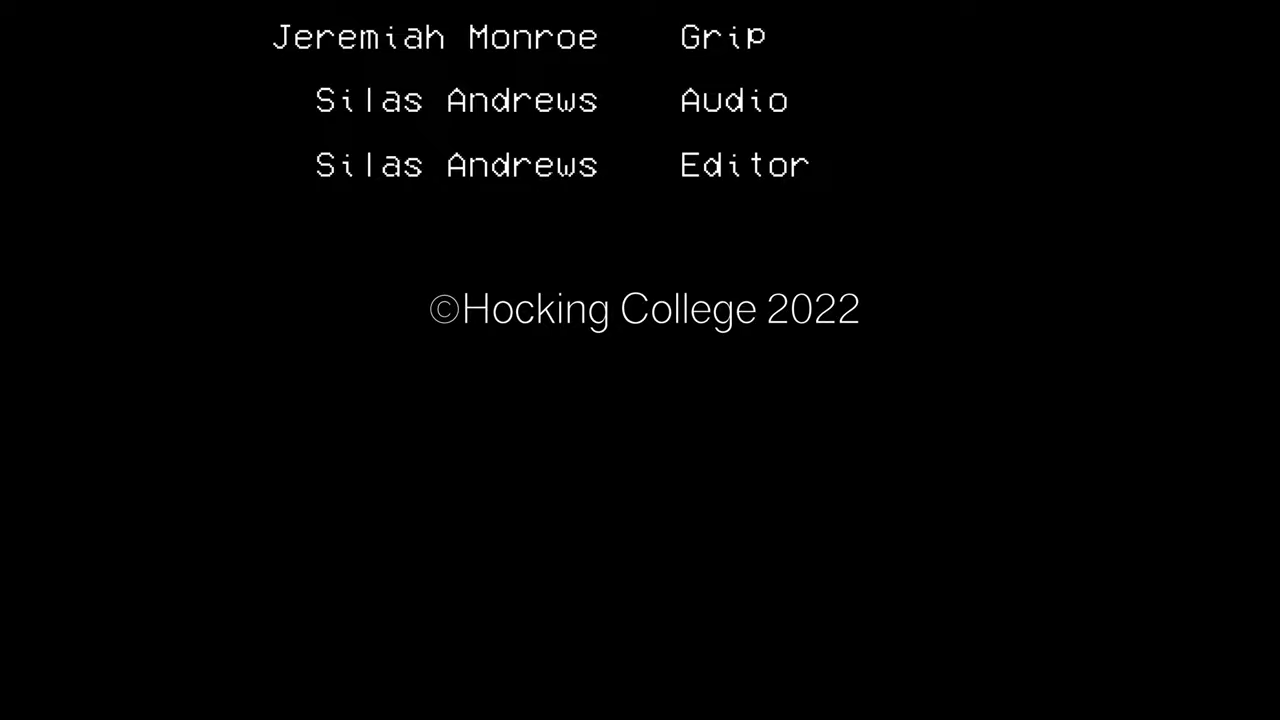 Jeremiah Monroe Grip
Silas Andrews Audio
Silas Andrews Editor
©Hocking College 2022